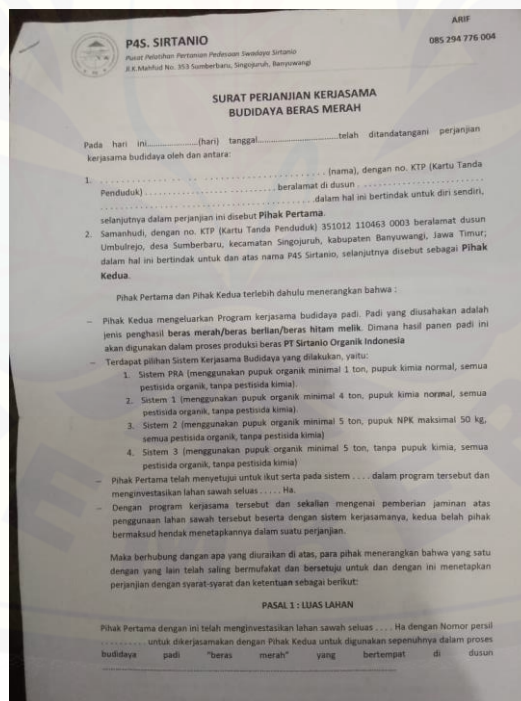 ARIF
085 294 776 004
P4S. SIRTANIO
Pusat Pelatihan Pertanian Pedesaan Swadaya Sirtanio
Jl.K.Mahfud No. 353 Sumberbaru, Singojuruh, Banyuwangi
SURAT PERJANJIAN KERJASAMA
BUDIDAYA BERAS MERAH
Pada hari ini....................(hari) tanggal..............................telah ditandatangani perjanjian
kerjasama budidaya oleh dan antara:
1. . . . . . . . . . . . . . . . . . . . . . . . . . . . . . . . (nama), dengan no. KTP (Kartu Tanda
Penduduk) . . . . . . . . . . . . . . . . . . . . beralamat di dusun . . . . . . . . . . . . . . . . . .
. . . . . . . . . . . . . . . . . . . . . . . . . . . . . . .dalam hal ini bertindak untuk diri sendiri,
selanjutnya dalam perjanjian ini disebut Pihak Pertama.
2. Samanhudi, dengan no. KTP (Kartu Tanda Penduduk) 351012 110463 0003 beralamat dusun
Umbulrejo, desa Sumberbaru, kecamatan Singojuruh, kabupaten Banyuwangi, Jawa Timur;
dalam hal ini bertindak untuk dan atas nama P4S Sirtanio, selanjutnya disebut sebagai Pihak
Kedua.
Pihak Pertama dan Pihak Kedua terlebih dahulu menerangkan bahwa :
– Pihak Kedua mengeluarkan Program kerjasama budidaya padi. Padi yang diusahakan adalah
jenis penghasil beras merah/beras berlian/beras hitam melik. Dimana hasil panen padi ini
akan digunakan dalam proses produksi beras PT Sirtanio Organik Indonesia
– Terdapat pilihan Sistem Kerjasama Budidaya yang dilakukan, yaitu:
1. Sistem PRA (menggunakan pupuk organik minimal 1 ton, pupuk kimia normal, semua
pestisida organik, tanpa pestisida kimia).
2. Sistem 1 (menggunakan pupuk organik minimal 4 ton, pupuk kimia normal, semua
pestisida organik, tanpa pestisida kimia).
3. Sistem 2 (menggunakan pupuk organik minimal 5 ton, pupuk NPK maksimal 50 kg,
semua pestisida organik, tanpa pestisida kimia)
4. Sistem 3 (menggunakan pupuk organik minimal 5 ton, tanpa pupuk kimia, semua
pestisida organik, tanpa pestisida kimia)
– Pihak Pertama telah menyetujui untuk ikut serta pada sistem . . . . dalam program tersebut dan
menginvestasikan lahan sawah seluas . . . . . Ha.
– Dengan program kerjasama tersebut dan sekalian mengenai pemberian jaminan atas
penggunaan lahan sawah tersebut beserta dengan sistem kerjasamanya, kedua belah pihak
bermaksud hendak menetapkannya dalam suatu perjanjian.
Maka berhubung dengan apa yang diuraikan di atas, para pihak menerangkan bahwa yang satu
dengan yang lain telah saling bermufakat dan bersetuju untuk dan dengan ini menetapkan
perjanjian dengan syarat-syarat dan ketentuan sebagai berikut:
PASAL 1 : LUAS LAHAN
Pihak Pertama dengan ini telah menginvestasikan lahan sawah seluas . . . . Ha dengan Nomor persil
. . . . . . . . . . untuk dikerjasamakan dengan Pihak Kedua untuk digunakan sepenuhnya dalam proses
budidaya padi "beras merah" yang bertempat di dusun
................................................................................